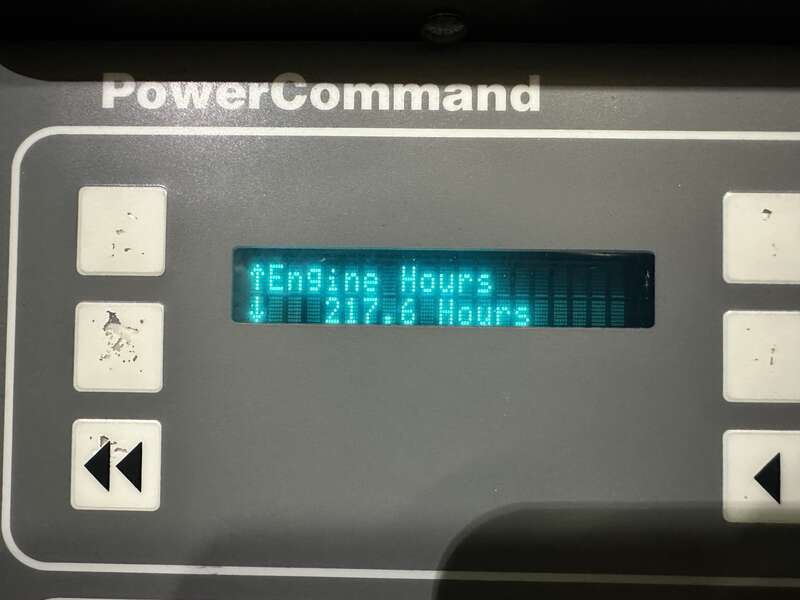 PowerCommand
↑Engine Hours
↓ 217.6 Hours